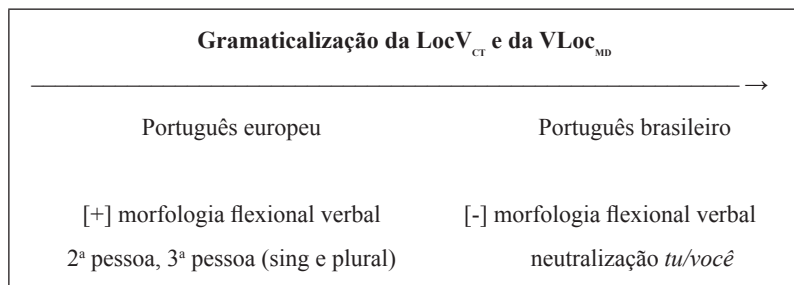 Gramaticalização da LocV_CT e da VLoc_MD
→
Português europeu Português brasileiro
[+] morfologia flexional verbal [-] morfologia flexional verbal
2ª pessoa, 3ª pessoa (sing e plural) neutralização tu/você